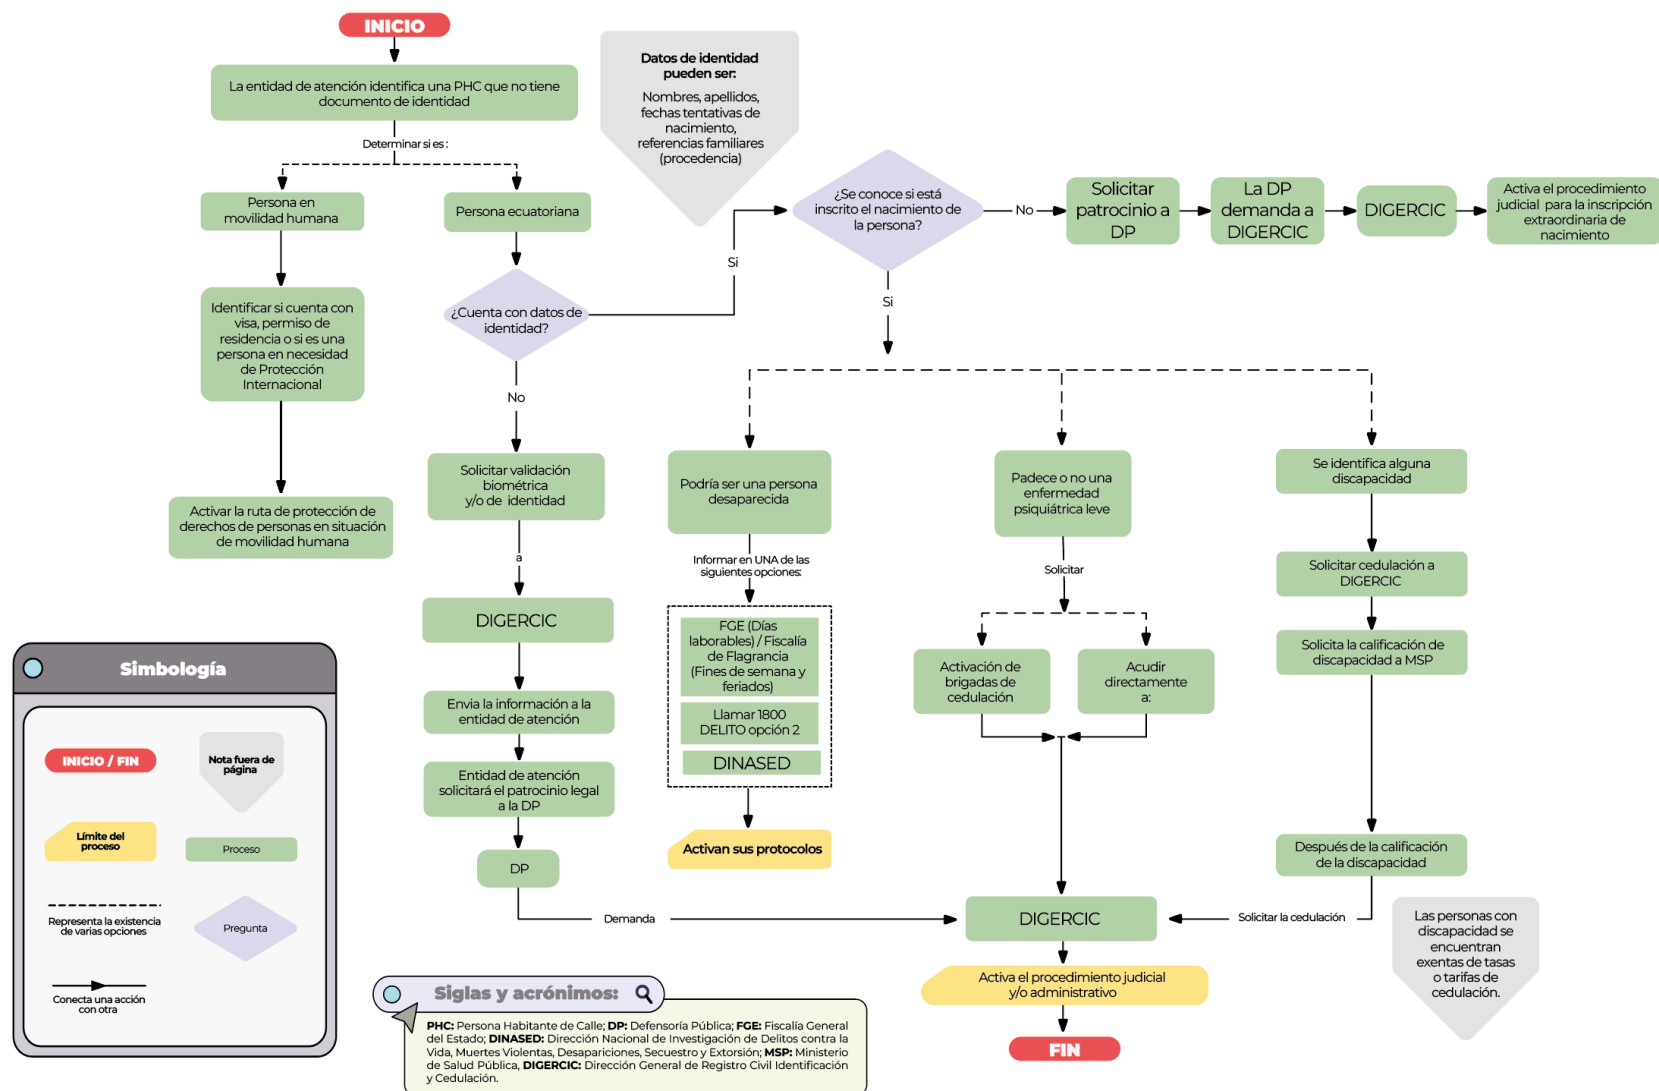 INICIO
La entidad de atención identifica una PHC que no tiene
documento de identidad
Determinar si es :
Persona en
movilidad humana
Persona ecuatoriana
Identificar si cuenta con
visa, permiso de
residencia o si es una
persona en necesidad
de Protección
Internacional
Activar la ruta de protección de
derechos de personas en situación
de movilidad humana
Datos de identidad
pueden ser:
Nombres, apellidos,
fechas tentativas de
nacimiento,
referencias familiares
(procedencia)
¿Cuenta con datos de
identidad?
Si
No
¿Se conoce si está
inscrito el nacimiento de
la persona?
No
Solicitar
patrocinio a
DP
La DP
demanda a
DIGERCIC
DIGERCIC
Activa el procedimiento
judicial para la inscripción
extraordinaria de
nacimiento
Si
Solicitar validación
biométrica
y/o de identidad
a
DIGERCIC
Envia la información a la
entidad de atención
Entidad de atención
solicitará el patrocinio legal
a la DP
DP
Demanda
Podría ser una persona
desaparecida
Informar en UNA de las
siguientes opciones:
FGE (Días
laborables) / Fiscalía
de Flagrancia
(Fines de semana y
feriados)
Llamar 1800
DELITO opción 2
DINASED
Activan sus protocolos
Padece o no una
enfermedad
psiquiátrica leve
Solicitar
Activación de
brigadas de
cedulación
Acudir
directamente
a:
Se identifica alguna
discapacidad
Solicitar cedulación a
DIGERCIC
Solicita la calificación de
discapacidad a MSP
Después de la calificación
de la discapacidad
Solicitar la cedulación
DIGERCIC
Activa el procedimiento judicial
y/o administrativo
FIN
Las personas con
discapacidad se
encuentran
exentas de tasas
o tarifas de
cedulación.
Simbología
INICIO / FIN
Nota fuera de
página
Límite del
proceso
Proceso
Representa la existencia
de varias opciones
Pregunta
Conecta una acción
con otra
Siglas y acrónimos:
PHC: Persona Habitante de Calle; DP: Defensoría Pública; FGE: Fiscalía General
del Estado; DINASED: Dirección Nacional de Investigación de Delitos contra la
Vida, Muertes Violentas, Desapariciones, Secuestro y Extorsión; MSP: Ministerio
de Salud Pública, DIGERCIC: Dirección General de Registro Civil Identificación
y Cedulación.